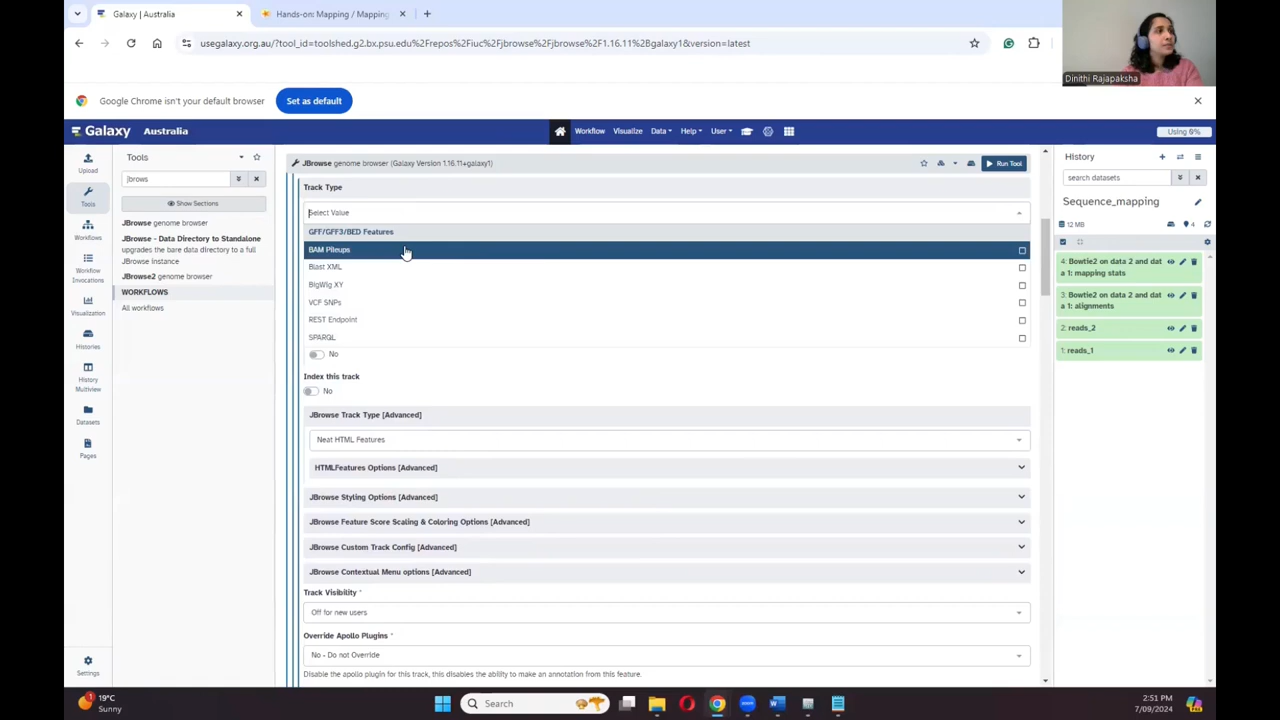 Galaxy | Australia
Hands-on: Mapping / Mapping
usegalaxy.org.au/?tool_id=toolshed.g2.bx.psu.edu%2Frepos%2Fiuc%2Fjbrowse%2Fjbrowse%2F1.16.11%2Bgalaxy1&version=latest
Dinithi Rajapaksha
Google Chrome isn't your default browser
Set as default
Galaxy Australia
Workflow
Visualize
Data
Help
User
Using 0%
Upload
Tools
Workflows
Workflow
Invocations
Visualization
Histories
History
Multiview
Datasets
Pages
Settings
Tools
jbrows
Show Sections
JBrowse genome browser
JBrowse - Data Directory to Standalone
upgrades the bare data directory to a full
JBrowse instance
JBrowse2 genome browser
WORKFLOWS
All workflows
JBrowse genome browser (Galaxy Version 1.16.11+galaxy1)
Run Tool
Track Type
Select Value
GFF/GFF3/BED Features
BAM Pileups
Blast XML
BigWig XY
VCF SNPs
REST Endpoint
SPARQL
No
Index this track
No
JBrowse Track Type [Advanced]
Neat HTML Features
HTMLFeatures Options [Advanced]
JBrowse Styling Options [Advanced]
JBrowse Feature Score Scaling & Coloring Options [Advanced]
JBrowse Custom Track Config [Advanced]
JBrowse Contextual Menu options [Advanced]
Track Visibility *
Off for new users
Override Apollo Plugins *
No - Do not Override
Disable the apollo plugin for this track, this disables the ability to make an annotation from this feature.
History
search datasets
Sequence_mapping
12 MB
4
4: Bowtie2 on data 2 and dat
a 1: mapping stats
3: Bowtie2 on data 2 and dat
a 1: alignments
2: reads_2
1: reads_1
1
19°C
Sunny
Search
2:51 PM
7/09/2024